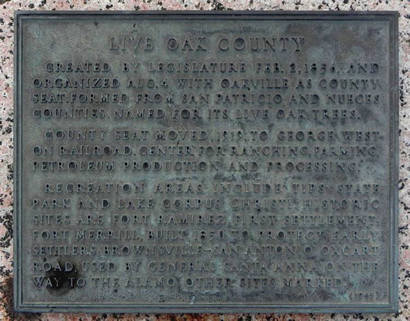 LIVE OAK COUNTY
CREATED BY LEGISLATURE FEB. 2, 1856, AND
ORGANIZED AUG. 4 WITH OAKVILLE AS COUNTY
SEAT. FORMED FROM SAN PATRICIO AND NUECES
COUNTIES. NAMED FOR ITS LIVE OAK TREES.
COUNTY SEAT MOVED, 1919, TO GEORGE WEST-
ON RAILROAD. CENTER FOR RANCHING, FARMING,
PETROLEUM PRODUCTION AND PROCESSING.
RECREATION AREAS INCLUDE TIPS STATE
PARK AND LAKE CORPUS CHRISTI. HISTORIC
SITES ARE FORT RAMIREZ, FIRST SETTLEMENT,
FORT MERRILL, BUILT 1850 TO PROTECT EARLY
SETTLERS; BROWNSVILLE-SAN ANTONIO OXCART
ROAD, USED BY GENERAL SANTA ANNA ON THE
WAY TO THE ALAMO. OTHER SITES MARKED.